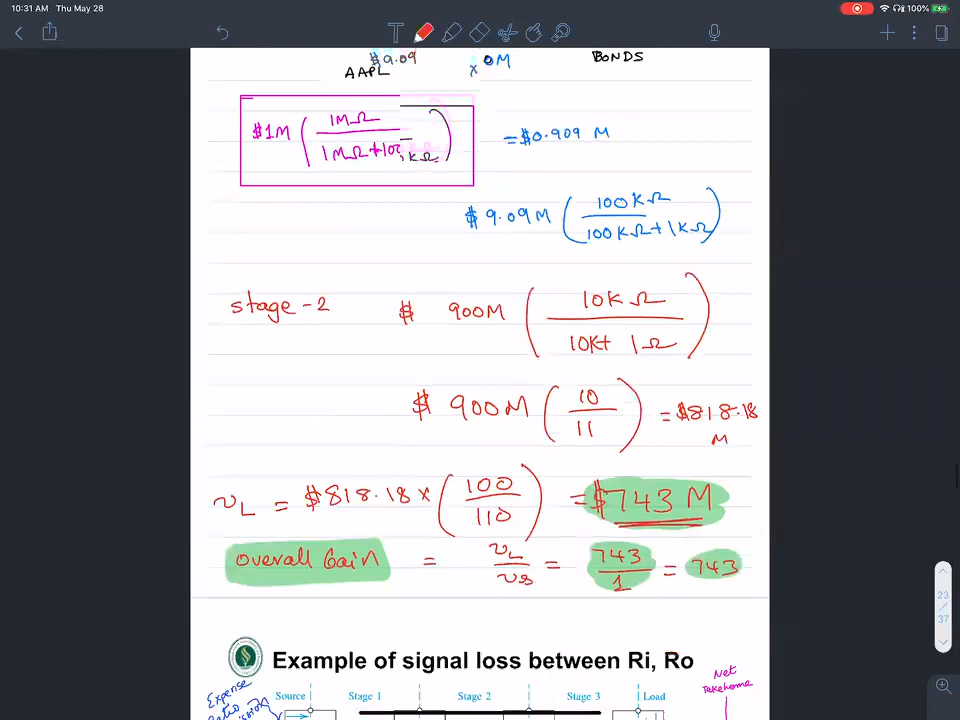 10:31 AM Thu May 28
100%
$9.09 × 0M BONDS
AAPL
$1M ( 1MΩ / 1MΩ+100 KΩ ) = $0.909 M
$ 9.09M ( 100KΩ / 100KΩ+1KΩ )
stage-2 $ 900M ( 10KΩ / 10K+ 1Ω )
$ 900M ( 10 / 11 ) = $818.18
M
vL = $818.18 × ( 100 / 110 ) = $743 M
overall Gain = vL / vs = 743 / 1 = 743
23
/
37
Example of signal loss between Ri, Ro
Net
Takehome
Expense
Ratio
Source Stage 1 Stage 2 Stage 3 Load